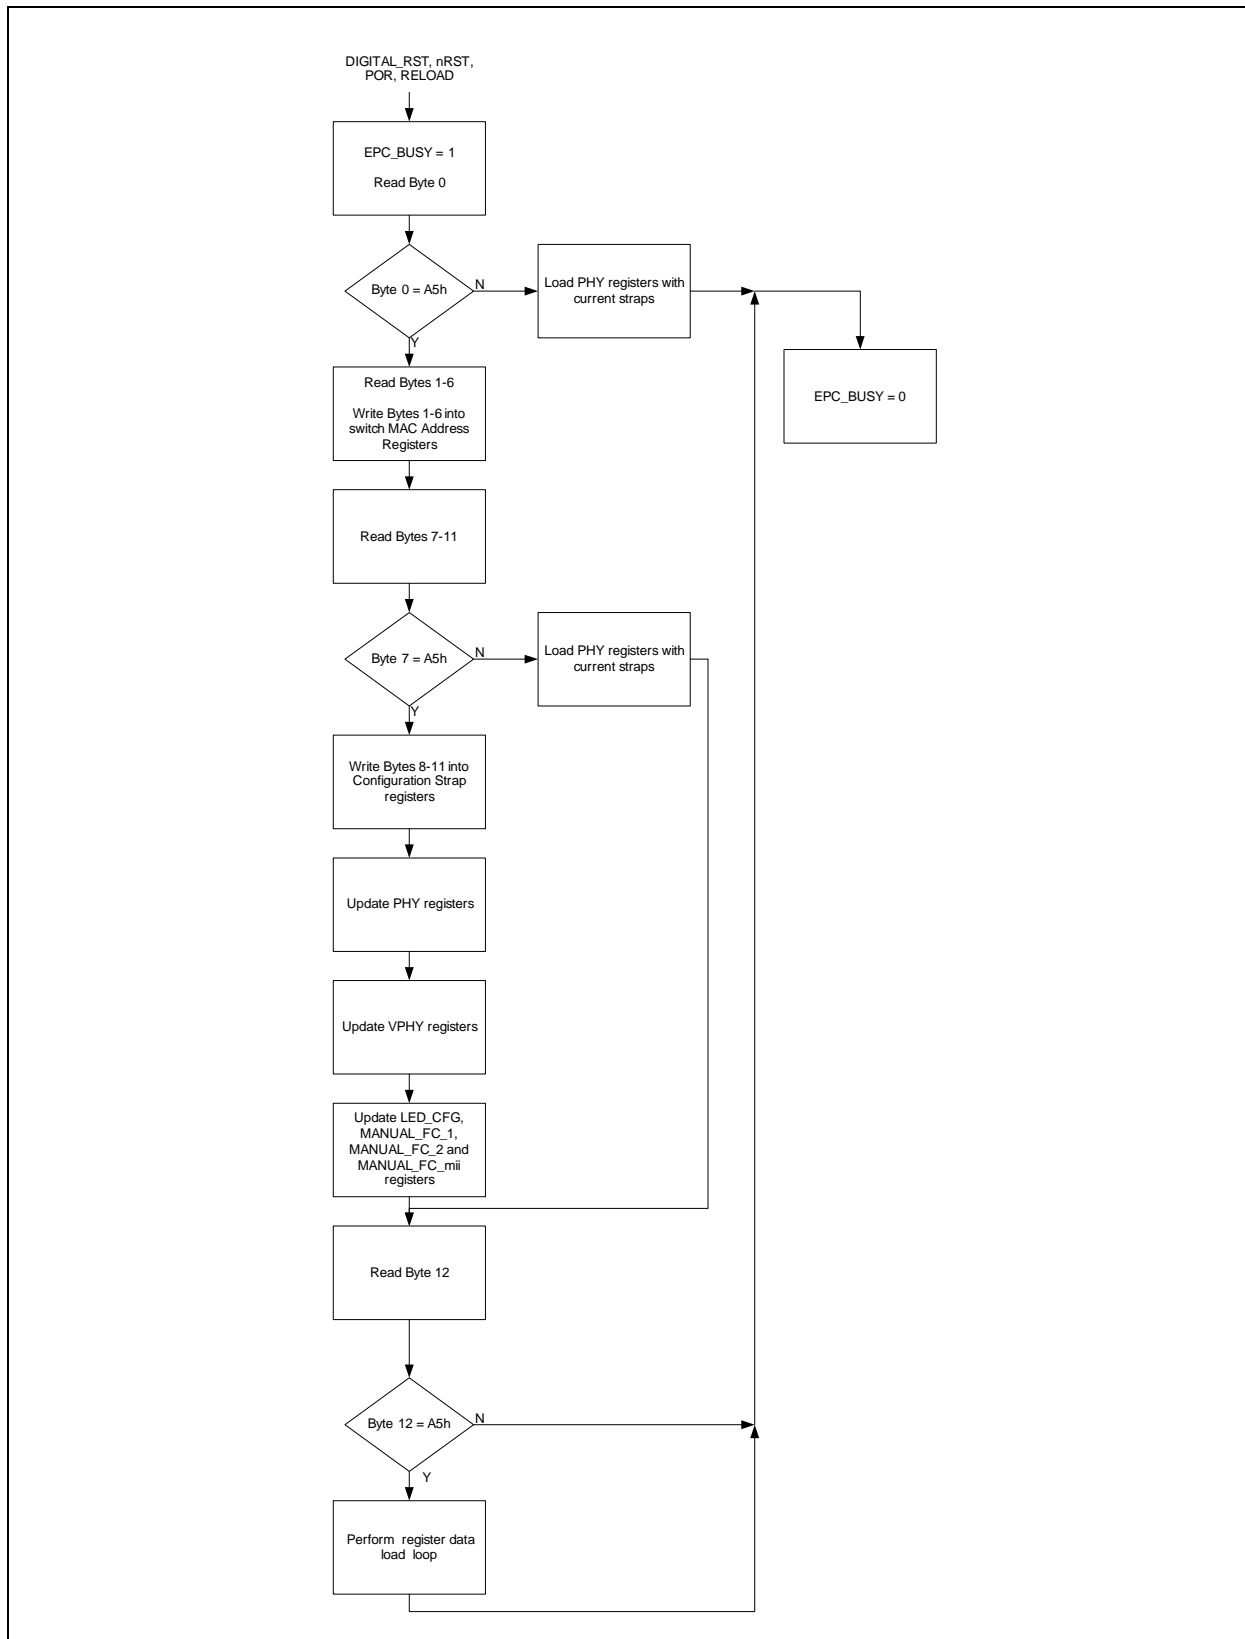 DIGITAL_RST, nRST,
POR, RELOAD
EPC_BUSY = 1
Read Byte 0
Byte 0 = A5h
N
Load PHY registers with
current straps
Y
Read Bytes 1-6
Write Bytes 1-6 into
switch MAC Address
Registers
EPC_BUSY = 0
Read Bytes 7-11
Byte 7 = A5h
N
Load PHY registers with
current straps
Y
Write Bytes 8-11 into
Configuration Strap
registers
Update PHY registers
Update VPHY registers
Update LED_CFG,
MANUAL_FC_1,
MANUAL_FC_2 and
MANUAL_FC_mii
registers
Read Byte 12
Byte 12 = A5h
N
Y
Perform register data
load loop